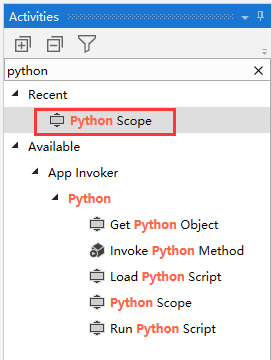 Activities
python
Recent
Python Scope
Available
App Invoker
Python
Get Python Object
Invoke Python Method
Load Python Script
Python Scope
Run Python Script